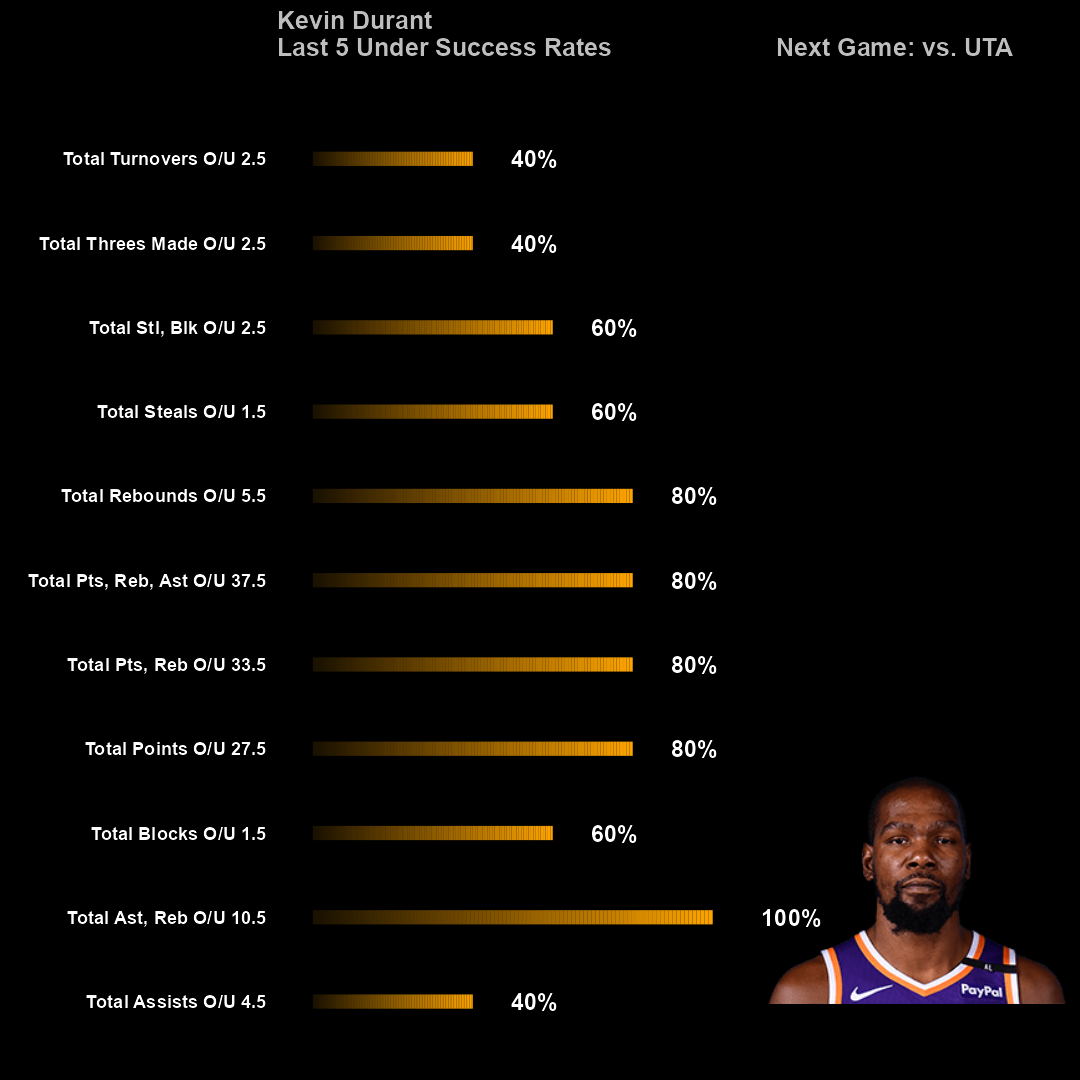 Kevin Durant
Last 5 Under Success Rates
Next Game: vs. UTA
Total Turnovers O/U 2.5 40%
Total Threes Made O/U 2.5 40%
Total Stl, Blk O/U 2.5 60%
Total Steals O/U 1.5 60%
Total Rebounds O/U 5.5 80%
Total Pts, Reb, Ast O/U 37.5 80%
Total Pts, Reb O/U 33.5 80%
Total Points O/U 27.5 80%
Total Blocks O/U 1.5 60%
Total Ast, Reb O/U 10.5 100%
AL
PayPal
Total Assists O/U 4.5 40%